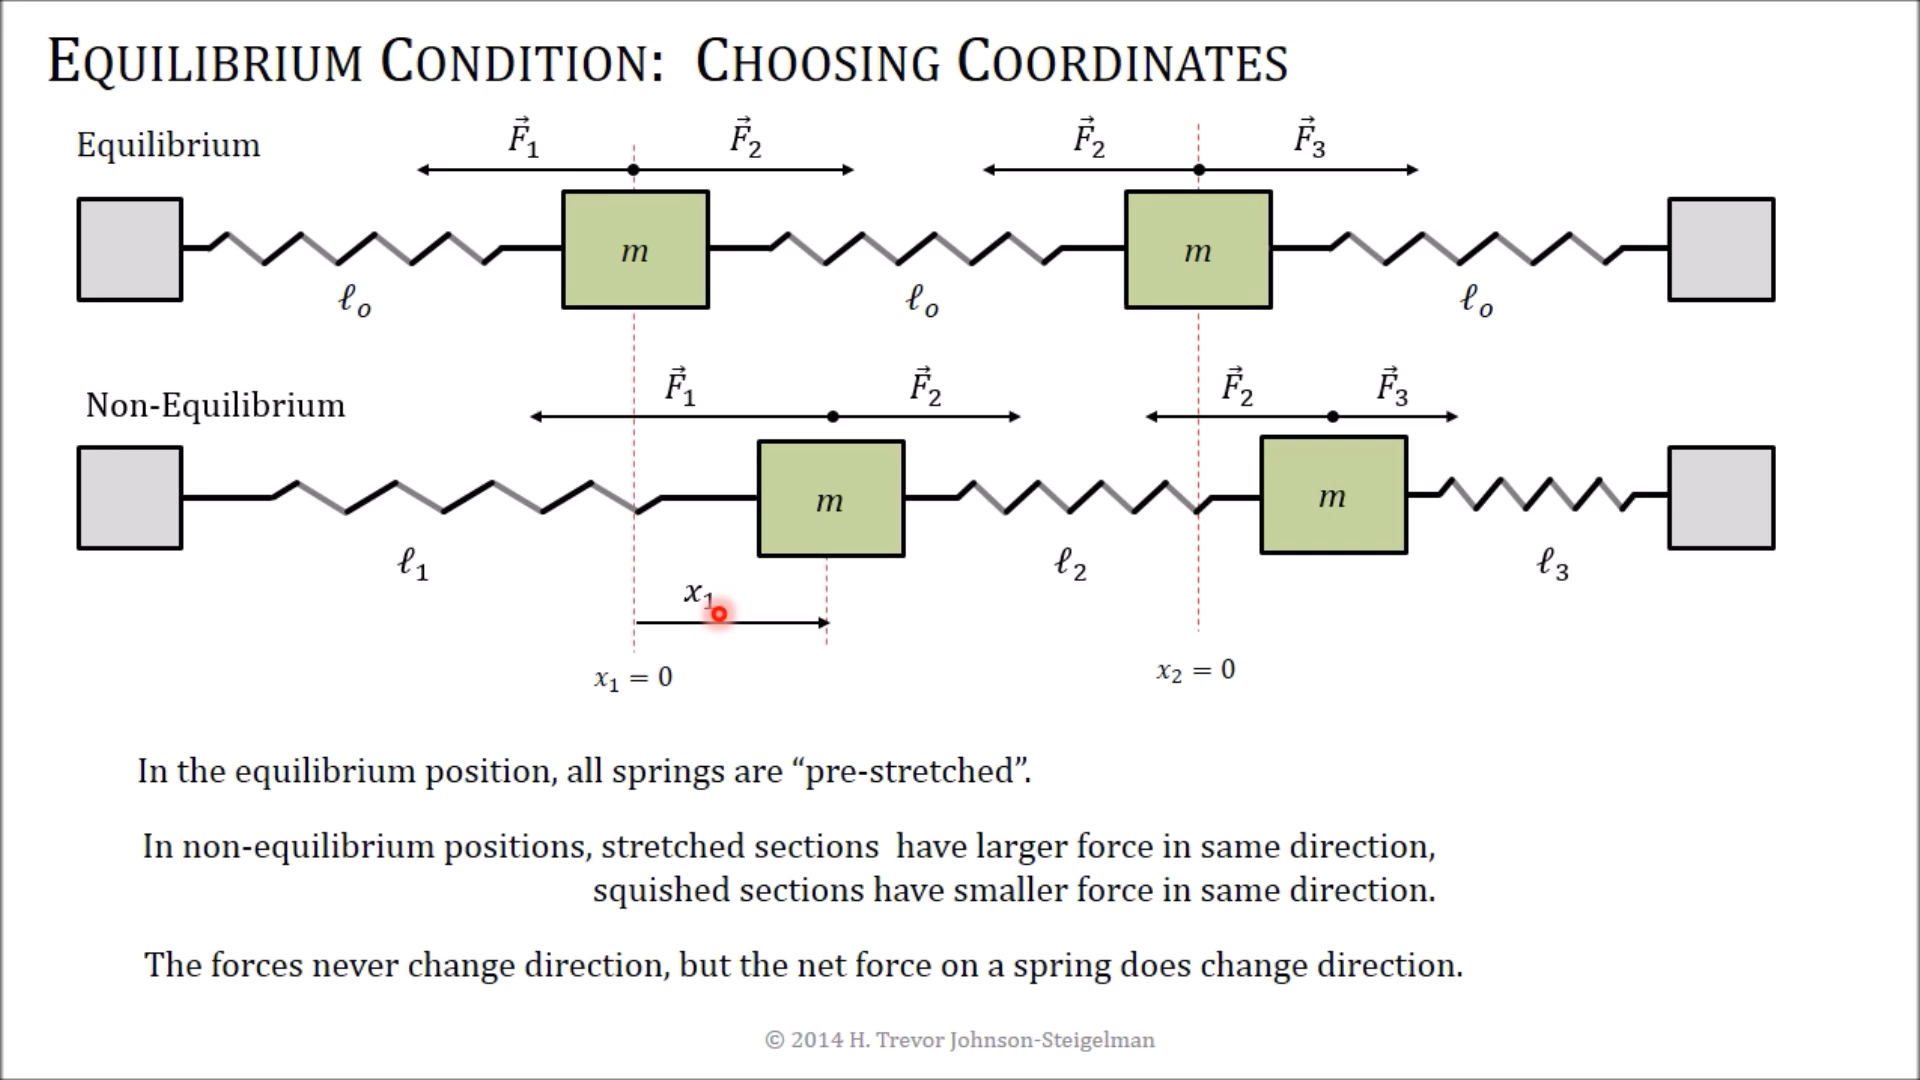 EQUILIBRIUM CONDITION: CHOOSING COORDINATES
Equilibrium
F⃗₁ F⃗₂ F⃗₂ F⃗₃
m m
ℓₒ ℓₒ ℓₒ
Non-Equilibrium
F⃗₁ F⃗₂ F⃗₂ F⃗₃
m m
ℓ₁ ℓ₂ ℓ₃
x₁
x₁ = 0 x₂ = 0
In the equilibrium position, all springs are “pre-stretched”.
In non-equilibrium positions, stretched sections have larger force in same direction,
squished sections have smaller force in same direction.
The forces never change direction, but the net force on a spring does change direction.
© 2014 H. Trevor Johnson-Steigelman